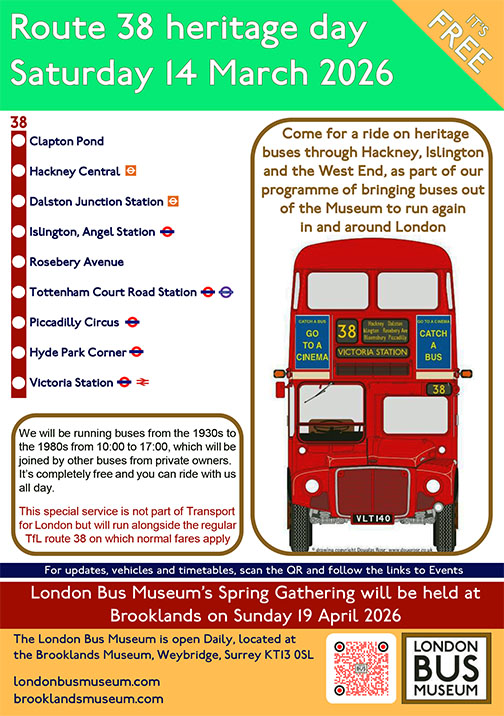 Route 38 heritage day
Saturday 14 March 2026
IT'S
FREE
38
Clapton Pond
Hackney Central
Dalston Junction Station
Islington, Angel Station
Rosebery Avenue
Tottenham Court Road Station
Piccadilly Circus
Hyde Park Corner
Victoria Station
Come for a ride on heritage
buses through Hackney, Islington
and the West End, as part of our
programme of bringing buses out
of the Museum to run again
in and around London
CATCH A BUS
GO
TO A
CINEMA
38
Hackney Dalston
Islington Rosebery Ave
Bloomsbury Piccadilly
VICTORIA STATION
GO TO A CINEMA
CATCH
A
BUS
38
VLT140
© drawing copyright Douglas Rose
We will be running buses from the 1930s to
the 1980s from 10:00 to 17:00, which will be
joined by other buses from private owners.
It's completely free and you can ride with us
all day.
This special service is not part of Transport
for London but will run alongside the regular
TfL route 38 on which normal fares apply
For updates, vehicles and timetables, scan the QR and follow the links to Events
London Bus Museum's Spring Gathering will be held at
Brooklands on Sunday 19 April 2026
The London Bus Museum is open Daily, located at
the Brooklands Museum, Weybridge, Surrey KT13 0SL
londonbusmuseum.com
brooklandsmuseum.com
LONDON
BUS
MUSEUM